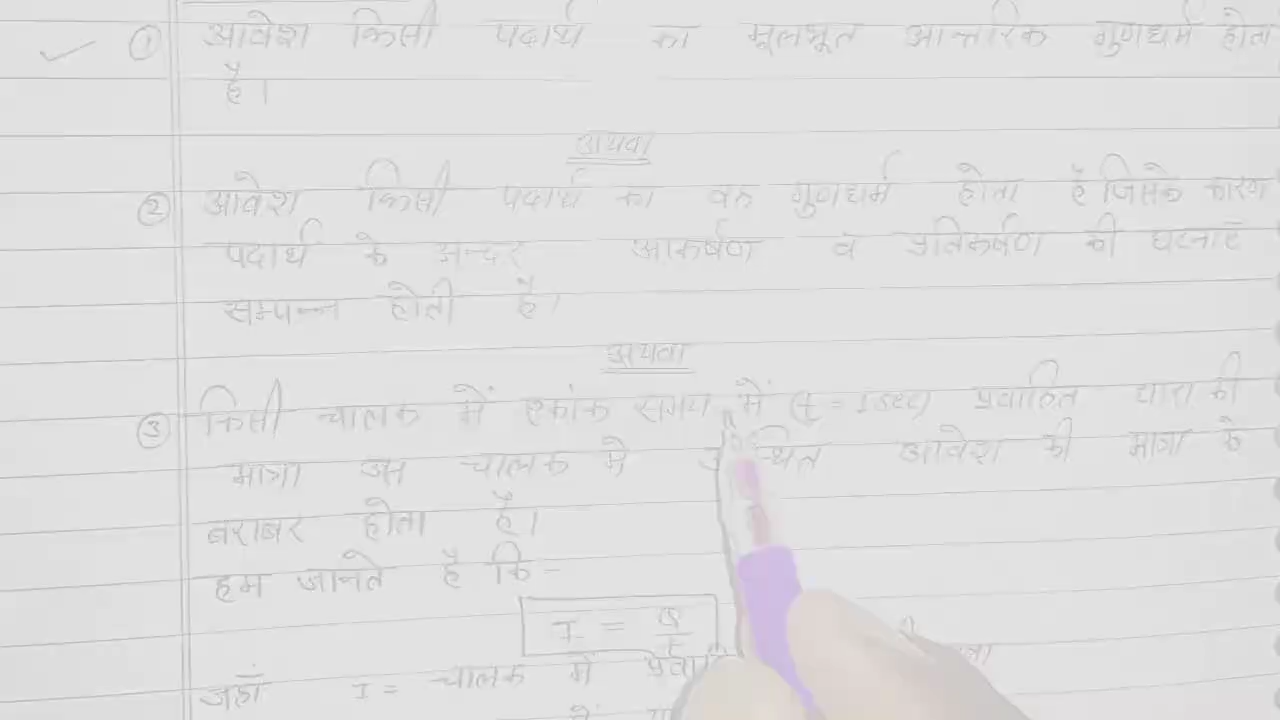 ① आवेश किसी पदार्थ का मूलभूत आन्तरिक गुणधर्म होता
है।
अथवा
② आवेश किसी पदार्थ का वह गुणधर्म होता है जिसके कारण
पदार्थ के अन्दर आकर्षण व प्रतिकर्षण की घटनाएं
सम्पन्न होती है।
अथवा
③ किसी चालक में एकांक समय में (t = 1sec) प्रवाहित धारा की
मात्रा उस चालक मे आवेश की मात्रा के
बराबर होता है।
हम जानते है कि -
I = Q/t
जहाँ I = चालक में
में